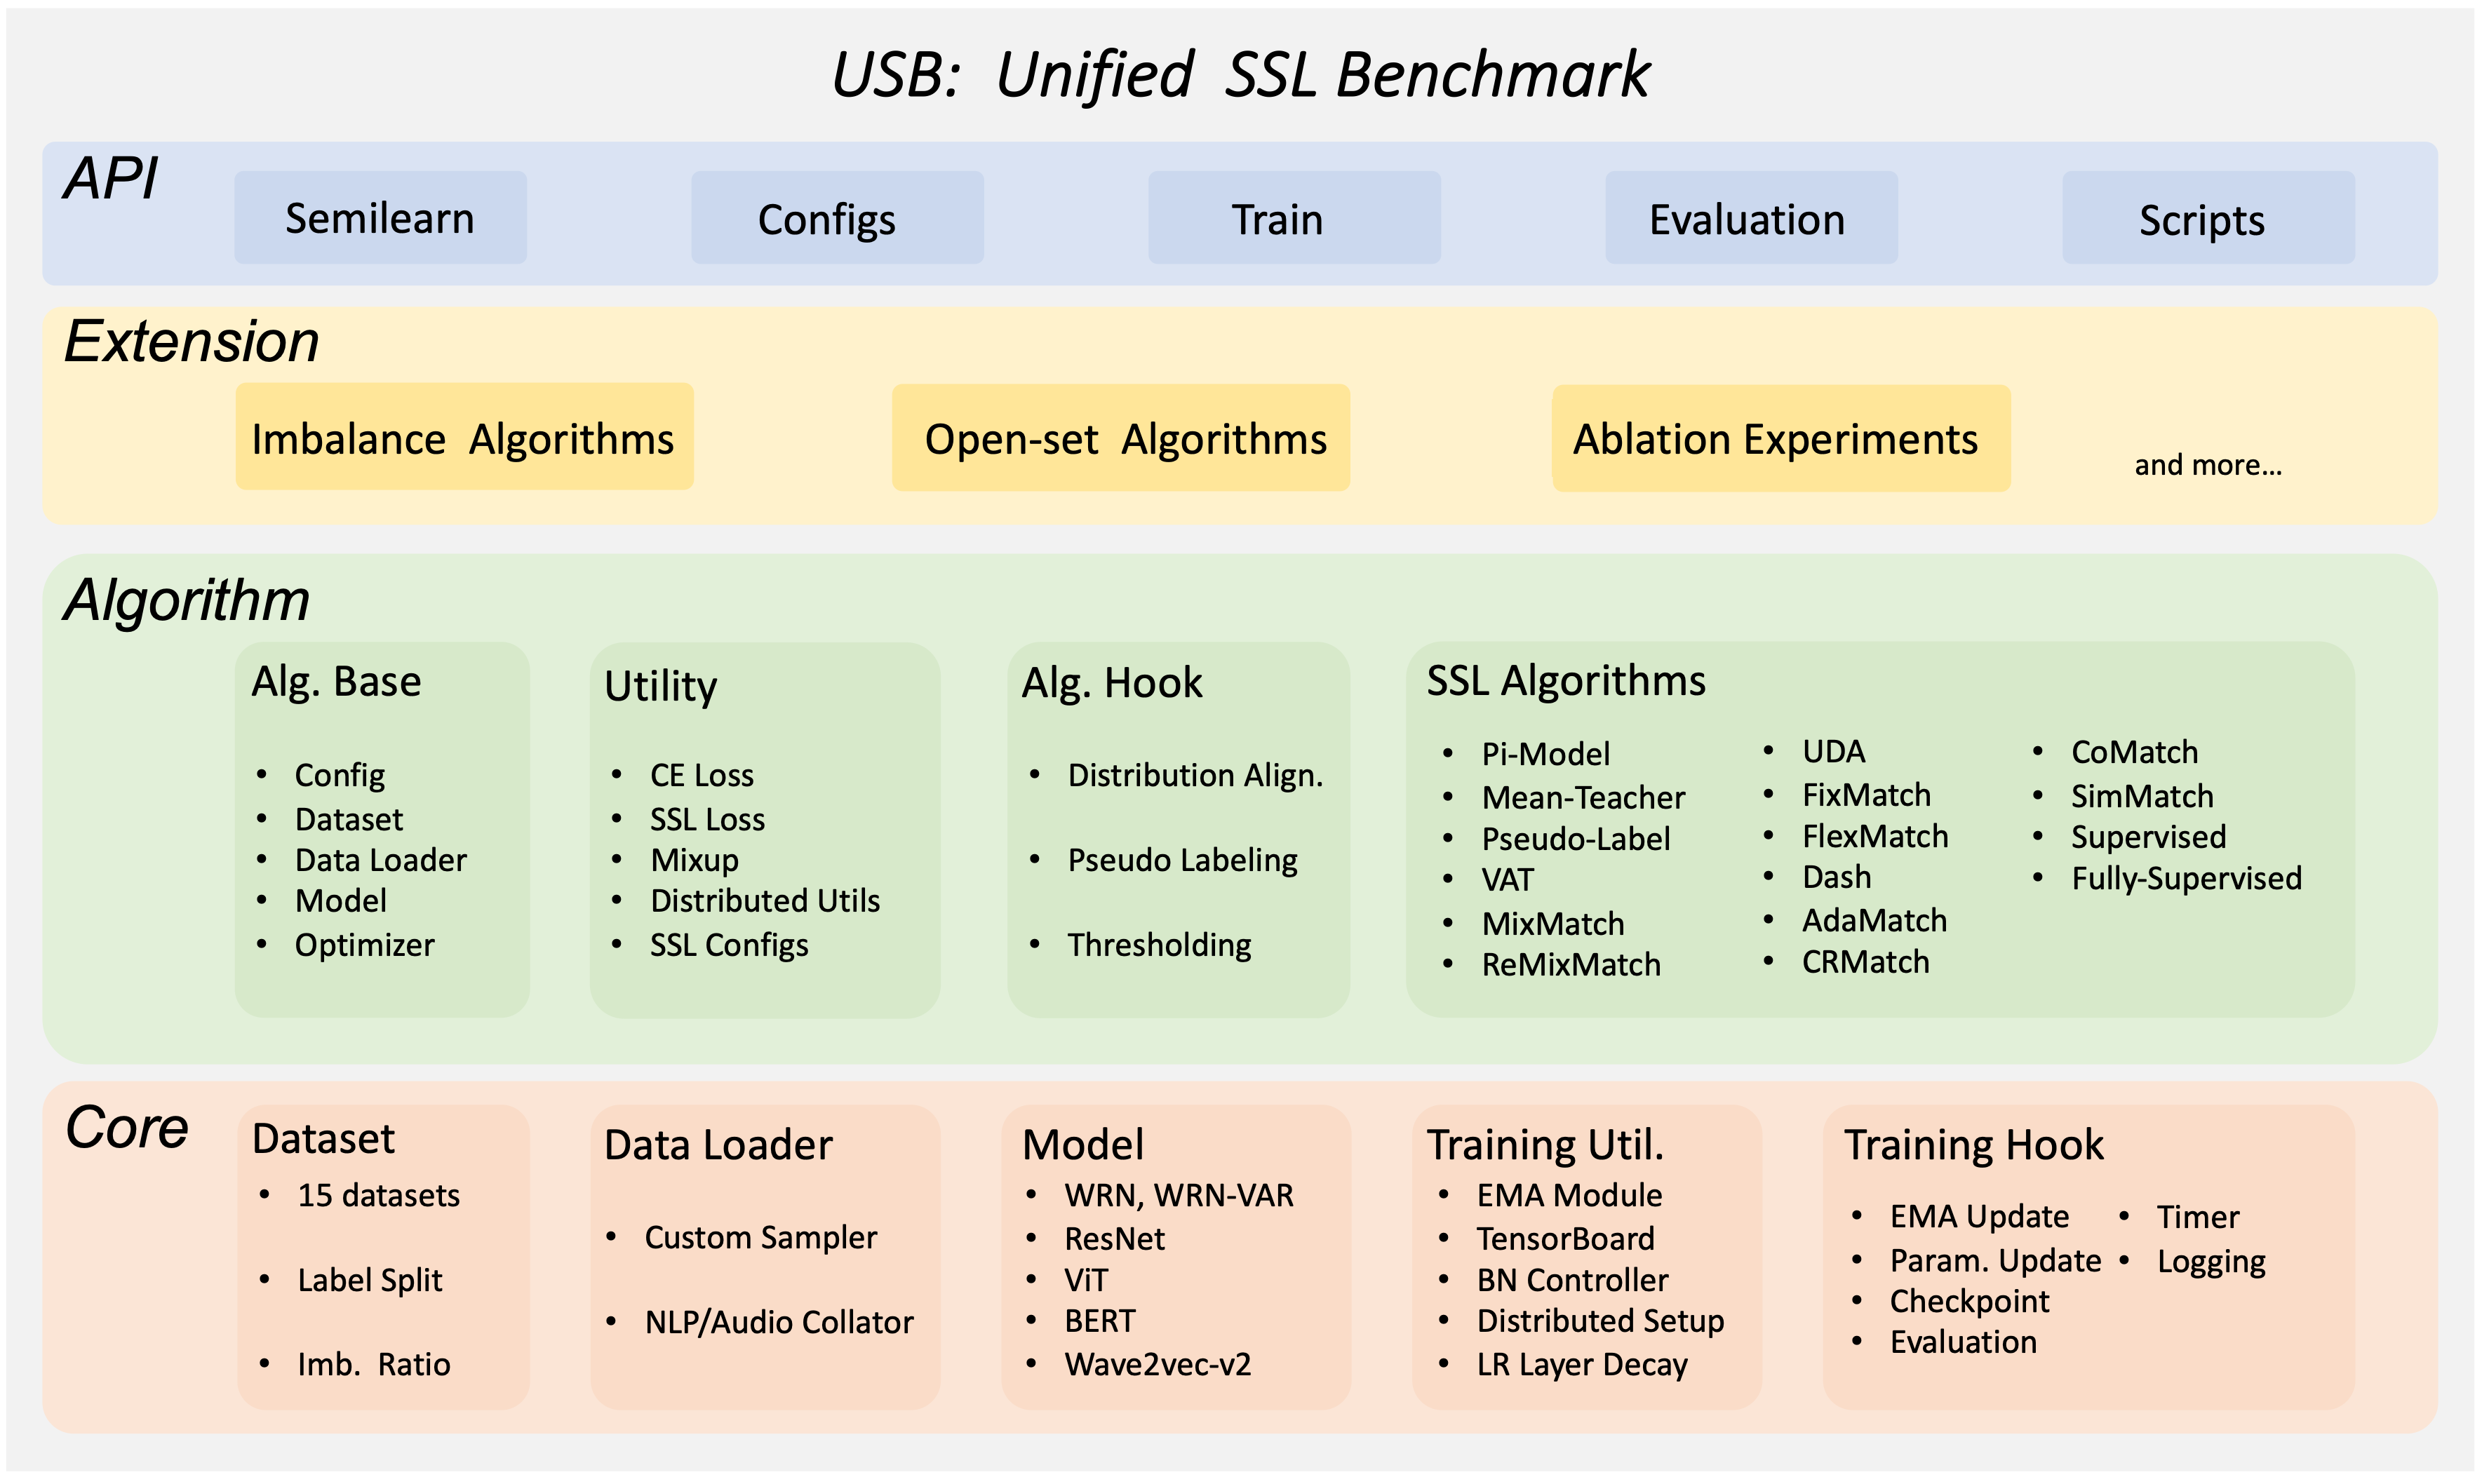 USB: Unified SSL Benchmark
API
Semilearn
Configs
Train
Evaluation
Scripts
Extension
Imbalance Algorithms
Open-set Algorithms
Ablation Experiments
and more...
Algorithm
Alg. Base
• Config
• Dataset
• Data Loader
• Model
• Optimizer
Utility
• CE Loss
• SSL Loss
• Mixup
• Distributed Utils
• SSL Configs
Alg. Hook
• Distribution Align.
• Pseudo Labeling
• Thresholding
SSL Algorithms
• Pi-Model
• Mean-Teacher
• Pseudo-Label
• VAT
• MixMatch
• ReMixMatch
• UDA
• FixMatch
• FlexMatch
• Dash
• AdaMatch
• CRMatch
• CoMatch
• SimMatch
• Supervised
• Fully-Supervised
Core
Dataset
• 15 datasets
• Label Split
• Imb. Ratio
Data Loader
• Custom Sampler
• NLP/Audio Collator
Model
• WRN, WRN-VAR
• ResNet
• ViT
• BERT
• Wave2vec-v2
Training Util.
• EMA Module
• TensorBoard
• BN Controller
• Distributed Setup
• LR Layer Decay
Training Hook
• EMA Update
• Param. Update
• Checkpoint
• Evaluation
• Timer
• Logging